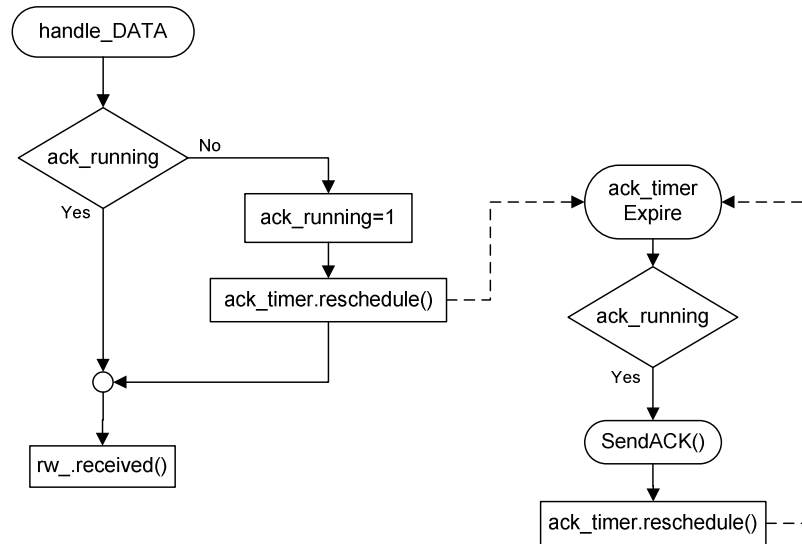 handle_DATA
ack_running
No
Yes
ack_running=1
ack_timer.reschedule()
rw_.received()
ack_timer
Expire
ack_running
Yes
SendACK()
ack_timer.reschedule()